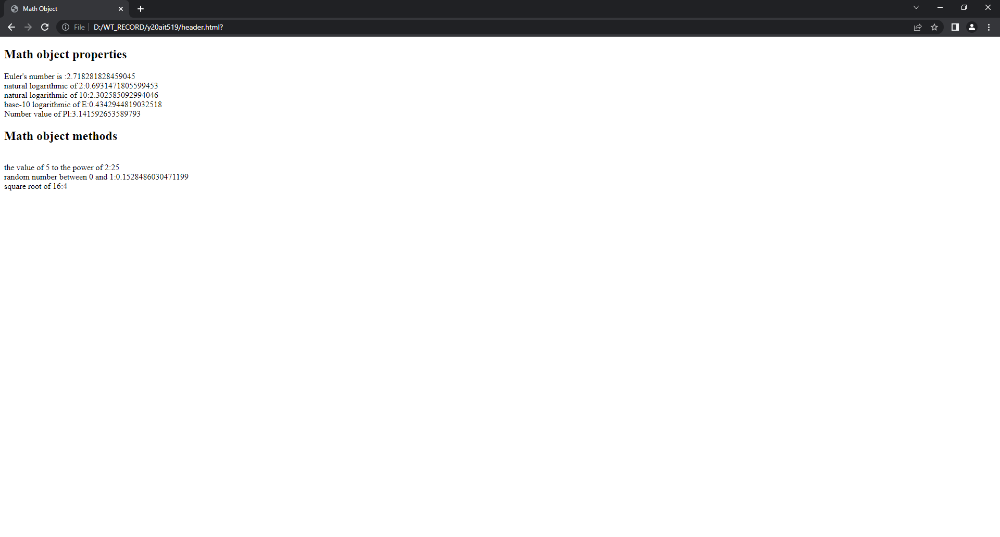 Math Object
File
D:/WT_RECORD/y20ait519/header.html?
Math object properties
Euler's number is :2.718281828459045
natural logarithmic of 2:0.6931471805599453
natural logarithmic of 10:2.302585092994046
base-10 logarithmic of E:0.4342944819032518
Number value of Pl:3.141592653589793
Math object methods
the value of 5 to the power of 2:25
random number between 0 and 1:0.1528486030471199
square root of 16:4